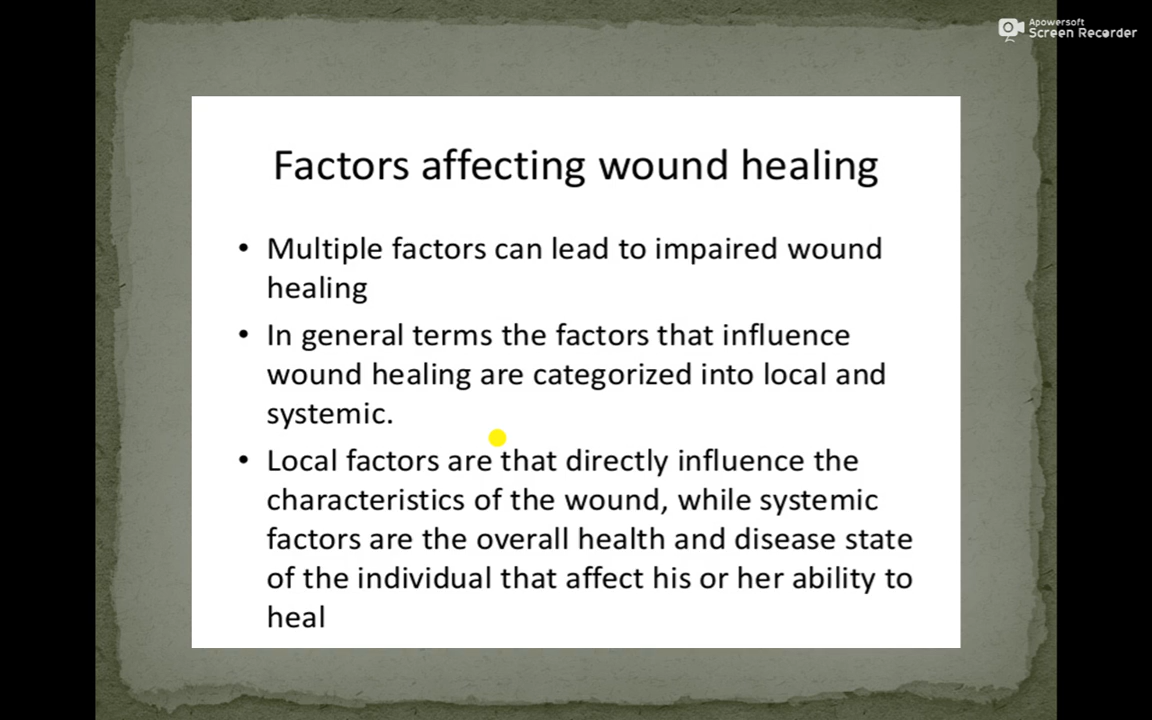 Apowersoft
Screen Recorder
Factors affecting wound healing
• Multiple factors can lead to impaired wound
healing
• In general terms the factors that influence
wound healing are categorized into local and
systemic.
• Local factors are that directly influence the
characteristics of the wound, while systemic
factors are the overall health and disease state
of the individual that affect his or her ability to
heal